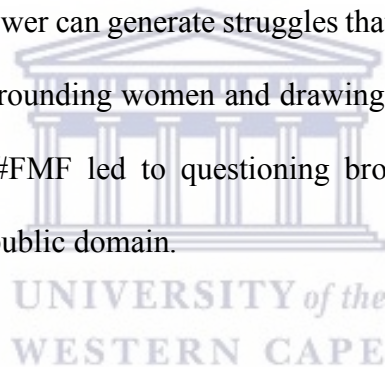 wer can generate struggles tha
rounding women and drawing
#FMF led to questioning bro
public domain.
UNIVERSITY of the
WESTERN CAPE